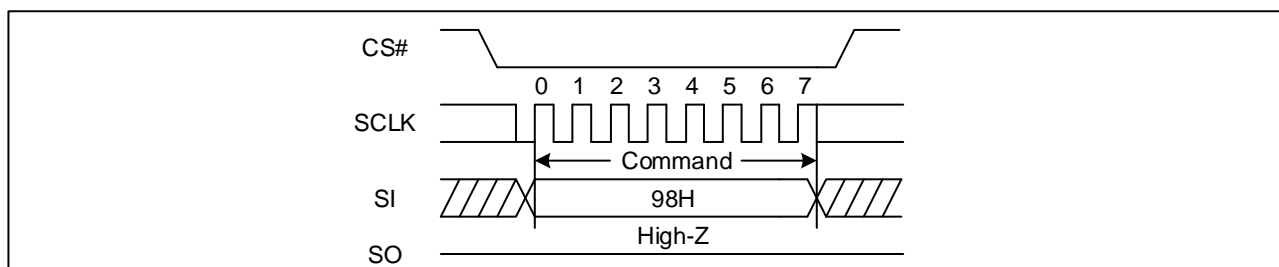 CS#
0 1 2 3 4 5 6 7
SCLK
Command
SI
98H
High-Z
SO